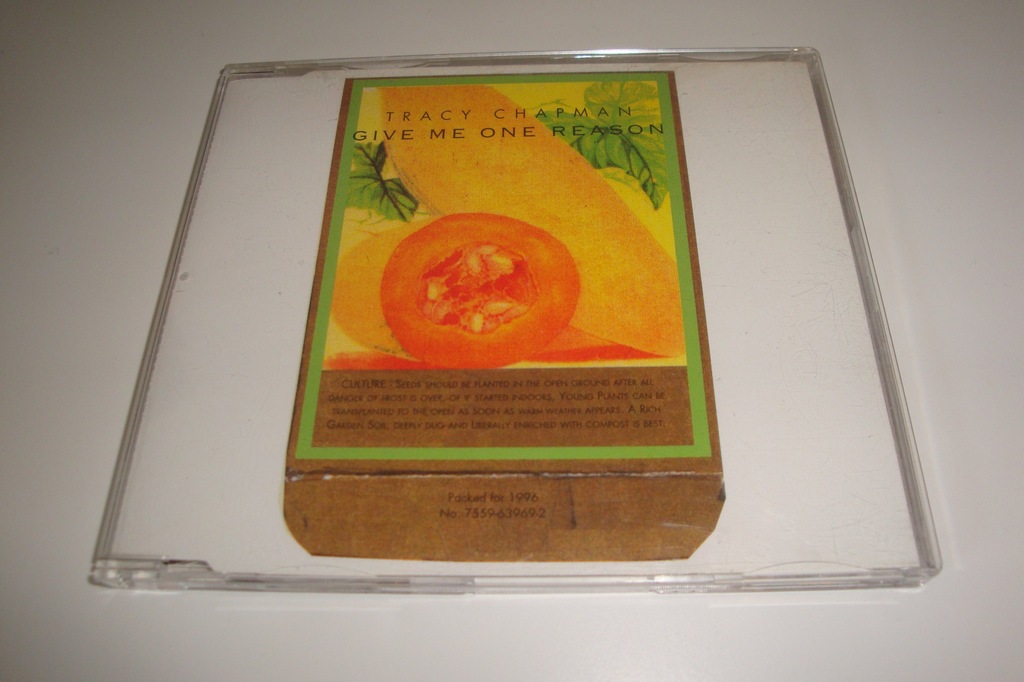 TRACY CHAPMAN
GIVE ME ONE REASON
CULTURE: SEEDS SHOULD BE PLANTED IN THE OPEN GROUND AFTER ALL
DANGER OF FROST IS OVER,-OF IF STARTED INDOORS, YOUNG PLANTS CAN BE
TRANSPLANTED TO THE OPEN AS SOON AS WARM WEATHER APPEARS. A RICH
GARDEN SOIL, DEEPLY DUG AND LIBERALLY ENRICHED WITH COMPOST IS BEST.
Packed for 1996
No: 7559-63969-2